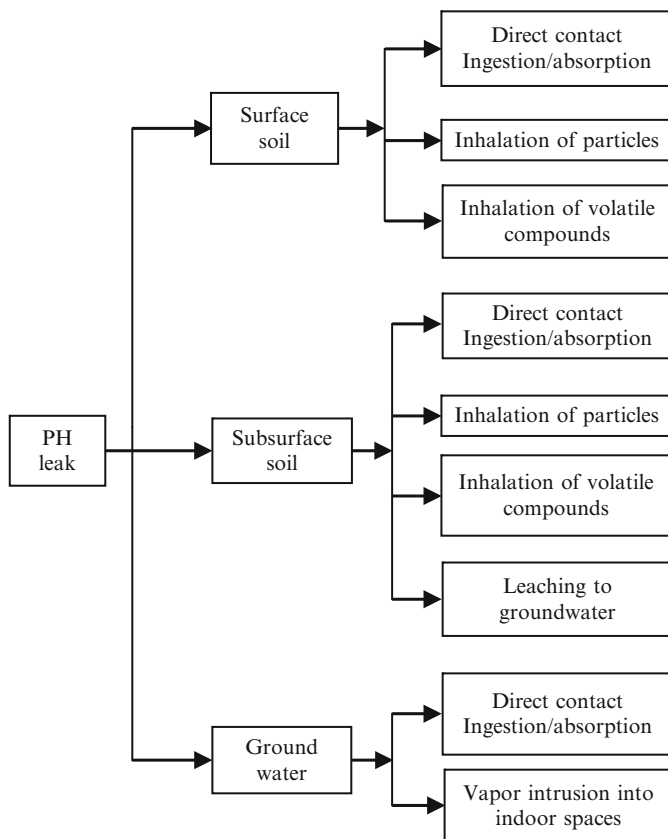 Direct contact
Ingestion/absorption
Surface
soil
Inhalation of particles
Inhalation of volatile
compounds
Direct contact
Ingestion/absorption
Inhalation of particles
PH
leak
Subsurface
soil
Inhalation of volatile
compounds
Leaching to
groundwater
Direct contact
Ingestion/absorption
Ground
water
Vapor intrusion into
indoor spaces